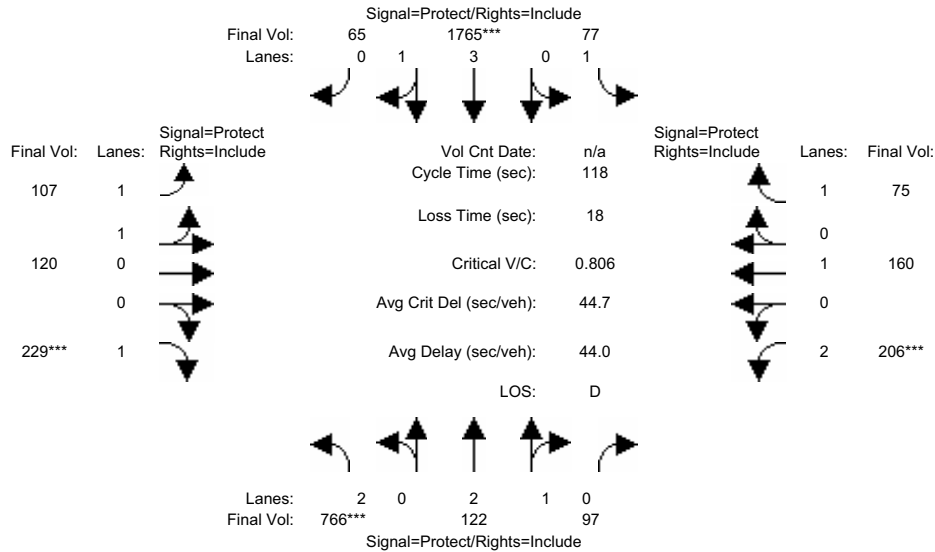 Signal=Protect/Rights=Include
Final Vol: 65 1765*** 77
Lanes: 0 1 3 0 1
Signal=Protect
Final Vol: Lanes: Rights=Include
Vol Cnt Date: n/a
Signal=Protect
Rights=Include Lanes: Final Vol:
Cycle Time (sec): 118
107 1
1 75
Loss Time (sec): 18
1
0
120 0
Critical V/C: 0.806
1 160
0
Avg Crit Del (sec/veh): 44.7
0
229*** 1
Avg Delay (sec/veh): 44.0
2 206***
LOS: D
Lanes: 2 0 2 1 0
Final Vol: 766*** 122 97
Signal=Protect/Rights=Include